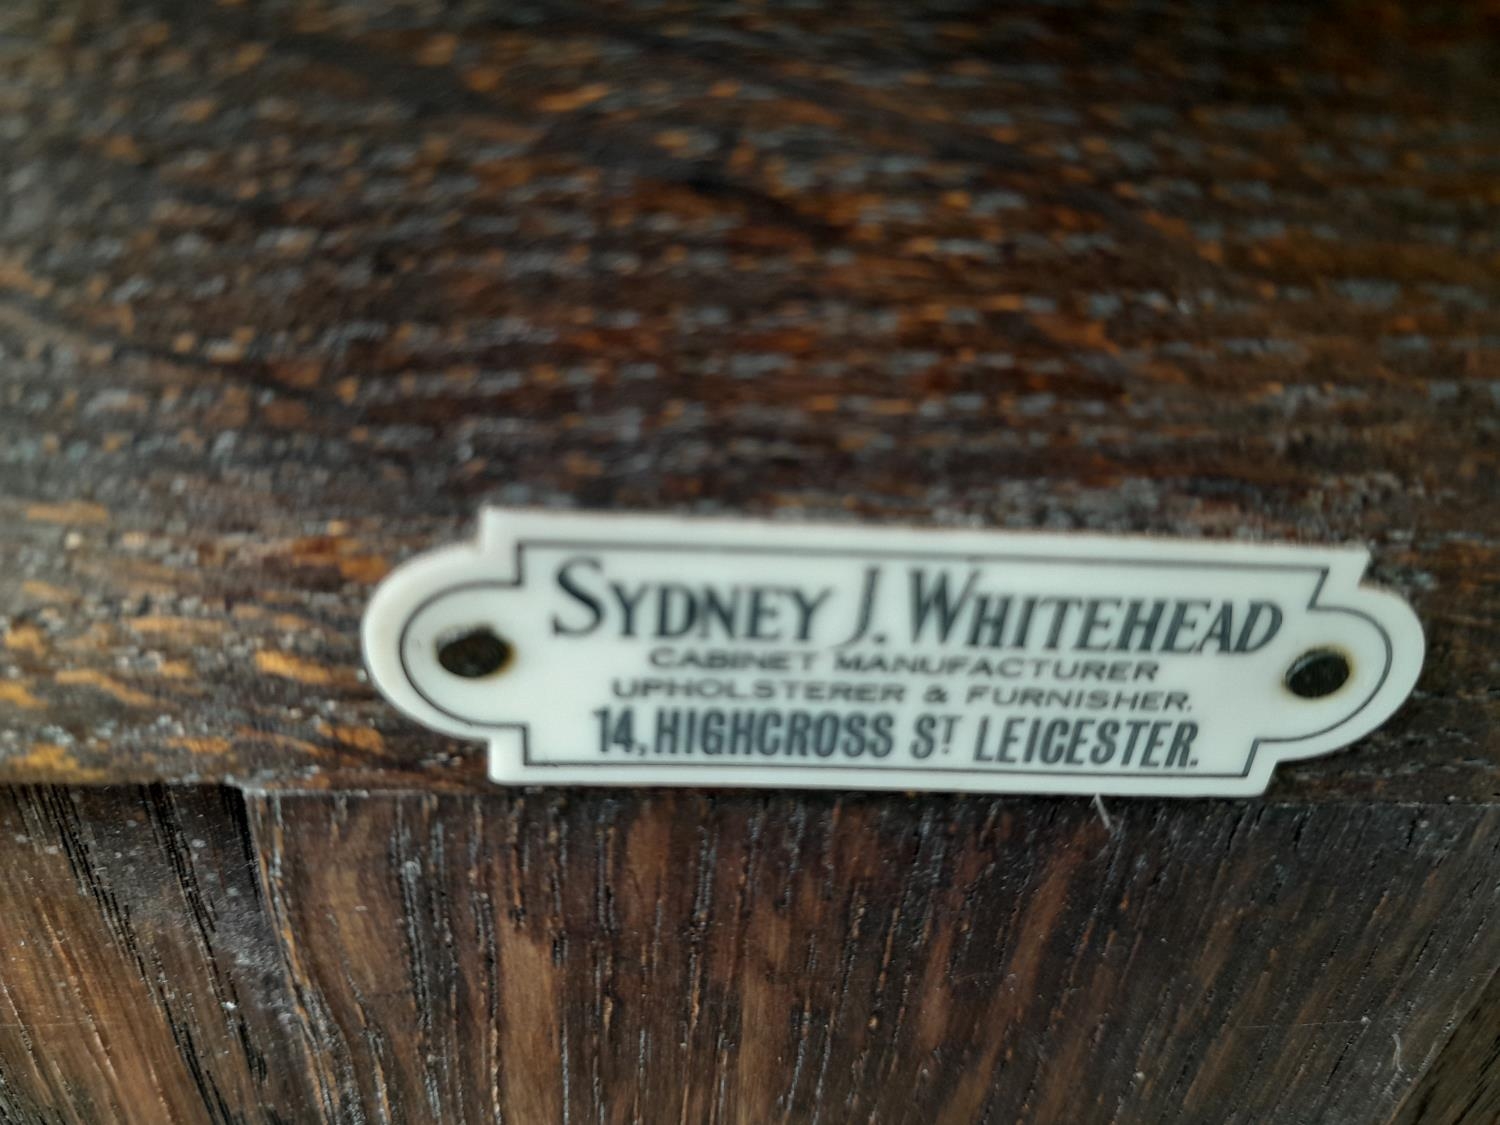 SYDNEY J. WHITEHEAD
CABINET MANUFACTURER
UPHOLSTERER & FURNISHER.
14, HIGHCROSS ST LEICESTER.